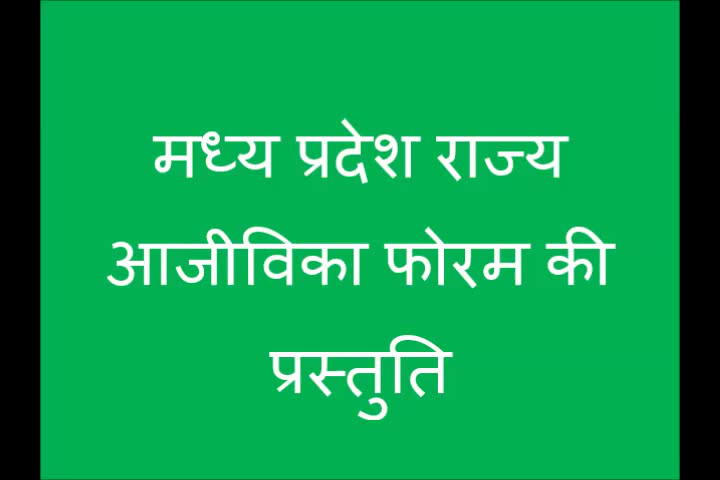 मध्य प्रदेश राज्य
आजीविका फोरम की
प्रस्तुति